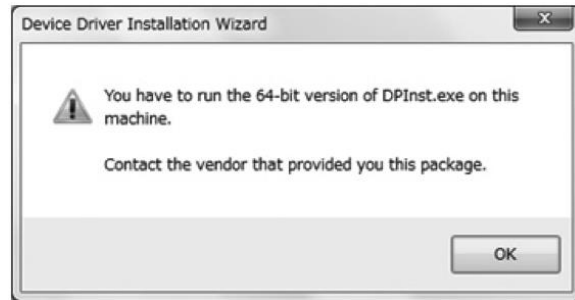 Device Driver Installation Wizard
You have to run the 64-bit version of DPInst.exe on this
machine.
Contact the vendor that provided you this package.
OK